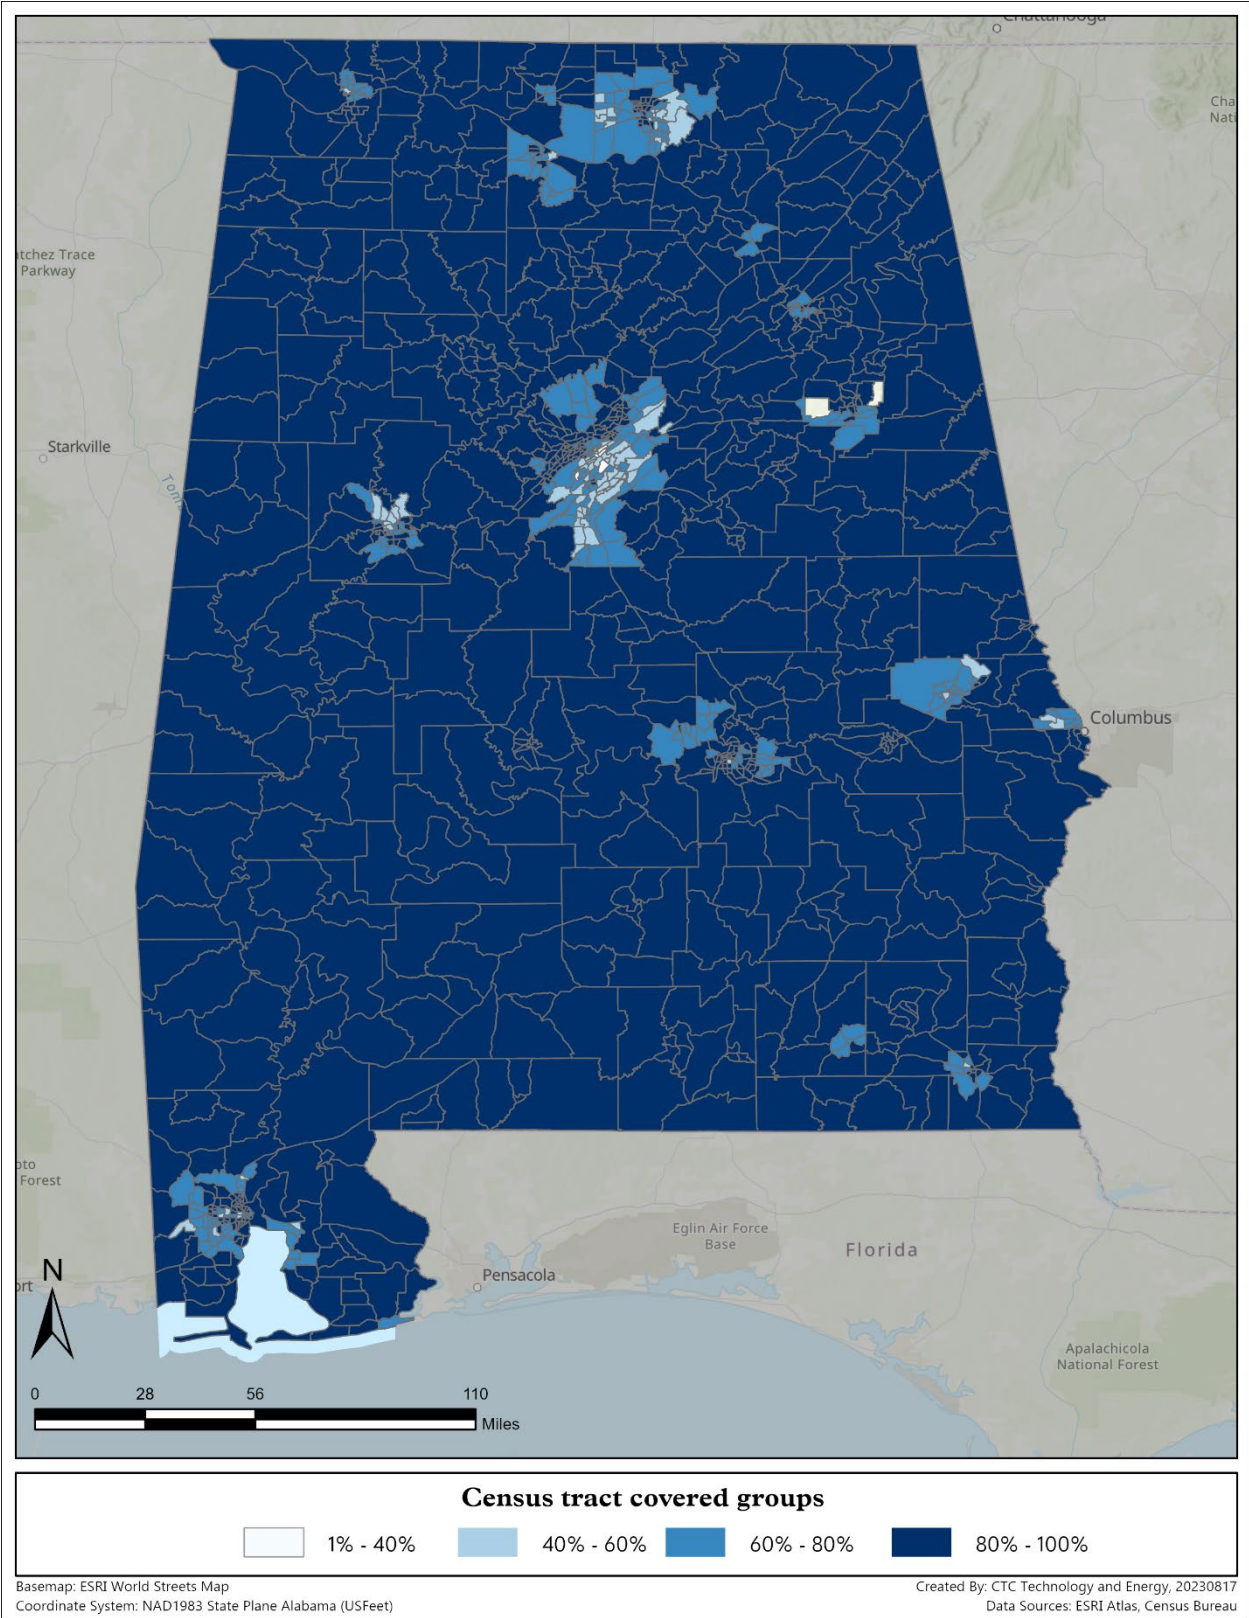 Chattanooga
Cha
Nati
atchez Trace
Parkway
Starkville
Tom
Columbus
oto
Forest
Eglin Air Force
Base
Florida
N
ort
Pensacola
Apalachicola
National Forest
0 28 56 110
Miles
Census tract covered groups
1% - 40% 40% - 60% 60% - 80% 80% - 100%
Basemap: ESRI World Streets Map
Created By: CTC Technology and Energy, 20230817
Coordinate System: NAD1983 State Plane Alabama (USFeet)
Data Sources: ESRI Atlas, Census Bureau